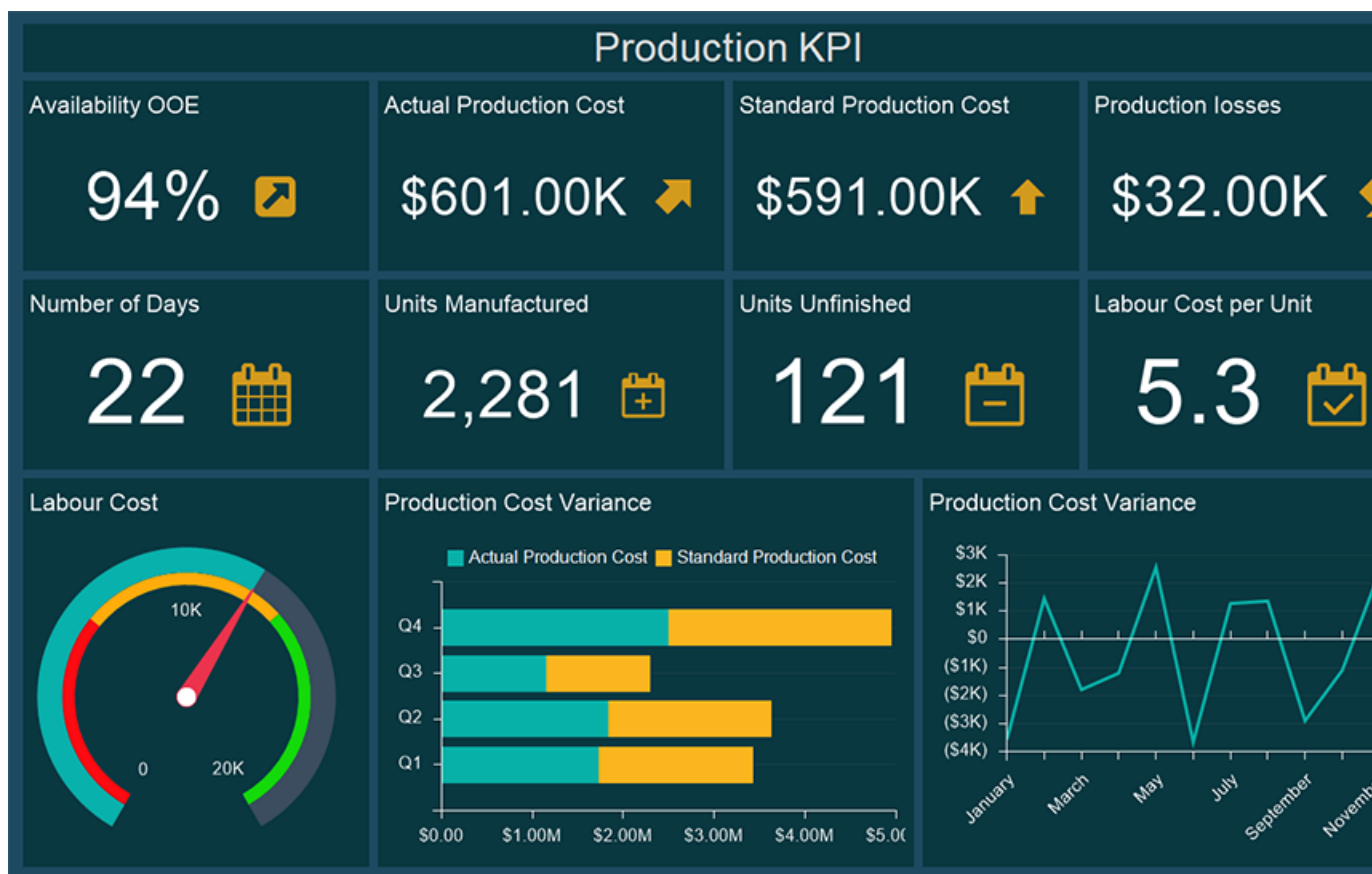 Production KPI
Availability OOE
94%
Actual Production Cost
$601.00K
Standard Production Cost
$591.00K
Production losses
$32.00K
Number of Days
22
Units Manufactured
2,281
Units Unfinished
121
Labour Cost per Unit
5.3
Labour Cost
10K
0
20K
Production Cost Variance
Actual Production Cost Standard Production Cost
Q4
Q3
Q2
Q1
$0.00 $1.00M $2.00M $3.00M $4.00M
Production Cost Variance
$3K
$2K
$1K
$0
($1K)
($2K)
($3K)
($4K)
January March May July September